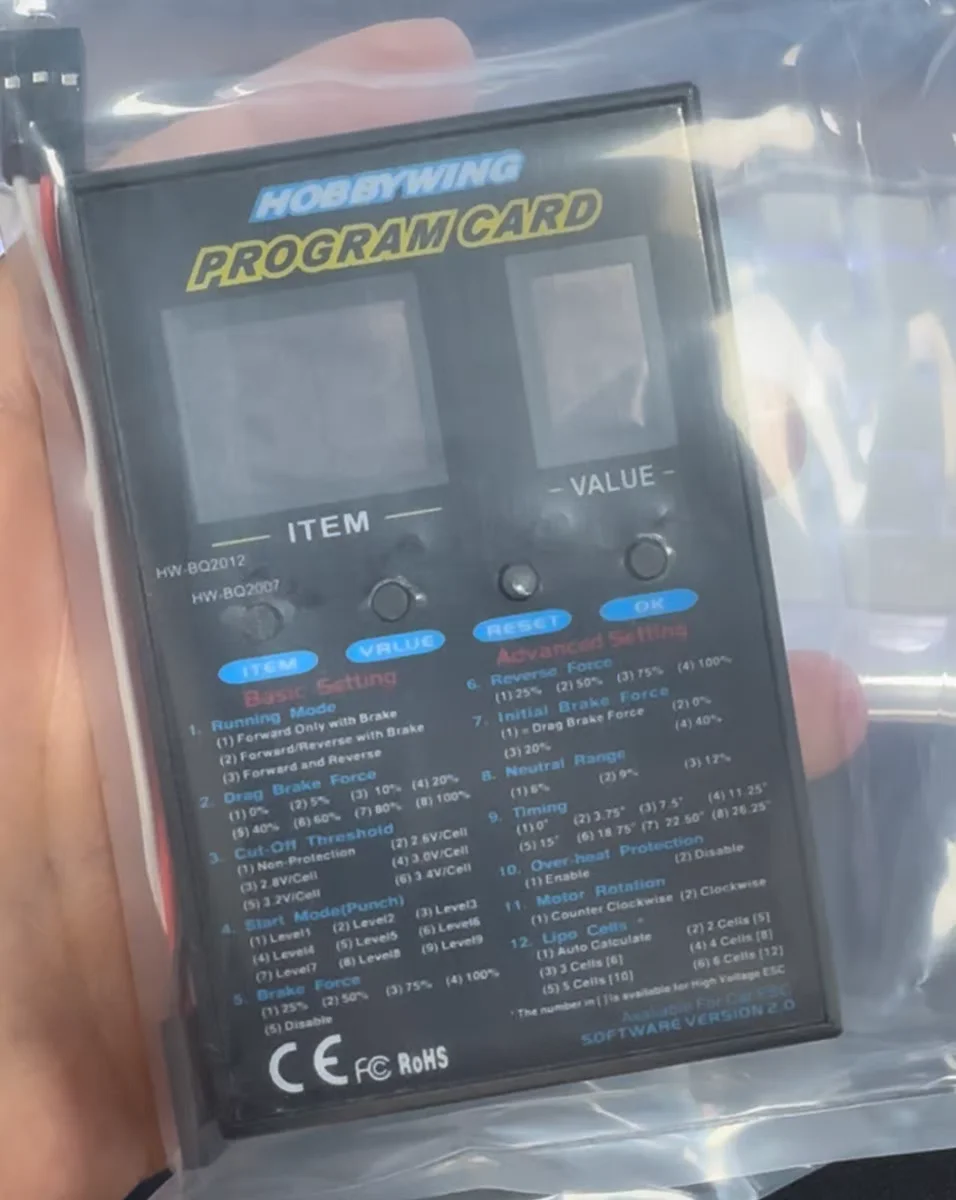 HOBBYWING
PROGRAM CARD
ITEM
- VALUE -
HW-BQ2012
HW-BQ2007
ITEM
VALUE
RESET
OK
Basic Setting
1. Running Mode
(1) Forward Only with Brake
(2) Forward/Reverse with Brake
(3) Forward and Reverse
2. Drag Brake Force
(1) 0% (2) 5% (3) 10% (4) 20%
(5) 40% (6) 60% (7) 80% (8) 100%
3. Cut-Off Threshold
(1) Non-Protection (2) 2.6V/Cell
(3) 2.8V/Cell (4) 3.0V/Cell
(5) 3.2V/Cell (6) 3.4V/Cell
4. Start Mode(Punch)
(1) Level1 (2) Level2 (3) Level3
(4) Level4 (5) Level5 (6) Level6
(7) Level7 (8) Level8 (9) Level9
5. Brake Force
(1) 25% (2) 50% (3) 75% (4) 100%
(5) Disable
Advanced Setting
6. Reverse Force
(1) 25% (2) 50% (3) 75% (4) 100%
7. Initial Brake Force
(1) = Drag Brake Force (2) 0%
(3) 20% (4) 40%
8. Neutral Range
(1) 6% (2) 9% (3) 12%
9. Timing
(1) 0° (2) 3.75° (3) 7.5° (4) 11.25°
(5) 15° (6) 18.75° (7) 22.50° (8) 26.25°
10. Over-heat Protection
(1) Enable (2) Disable
11. Motor Rotation
(1) Counter Clockwise (2) Clockwise
12. Lipo Cells *
(1) Auto Calculate (2) 2 Cells [5]
(3) 3 Cells [6] (4) 4 Cells [8]
(5) 5 Cells [10] (6) 6 Cells [12]
* The number in [ ] is available for High Voltage ESC
Available For Car ESC
SOFTWARE VERSION 2.0
CE FC RoHS